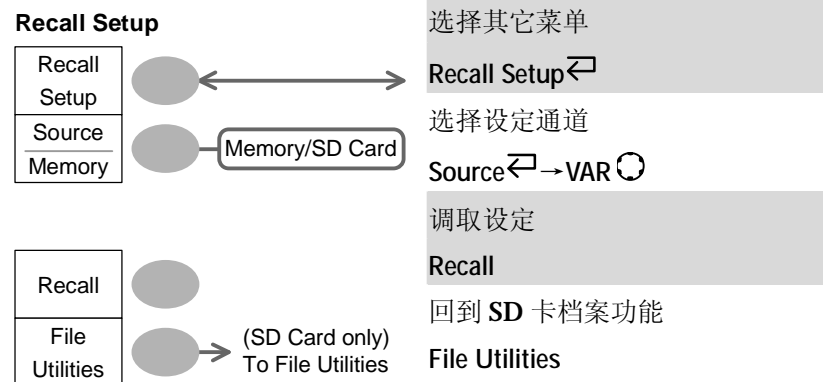 Recall Setup
Recall
Setup
Source
Memory
Memory/SD Card
Recall
File
Utilities
(SD Card only)
To File Utilities
选择其它菜单
Recall Setup
选择设定通道
Source→VAR
调取设定
Recall
回到 SD 卡档案功能
File Utilities